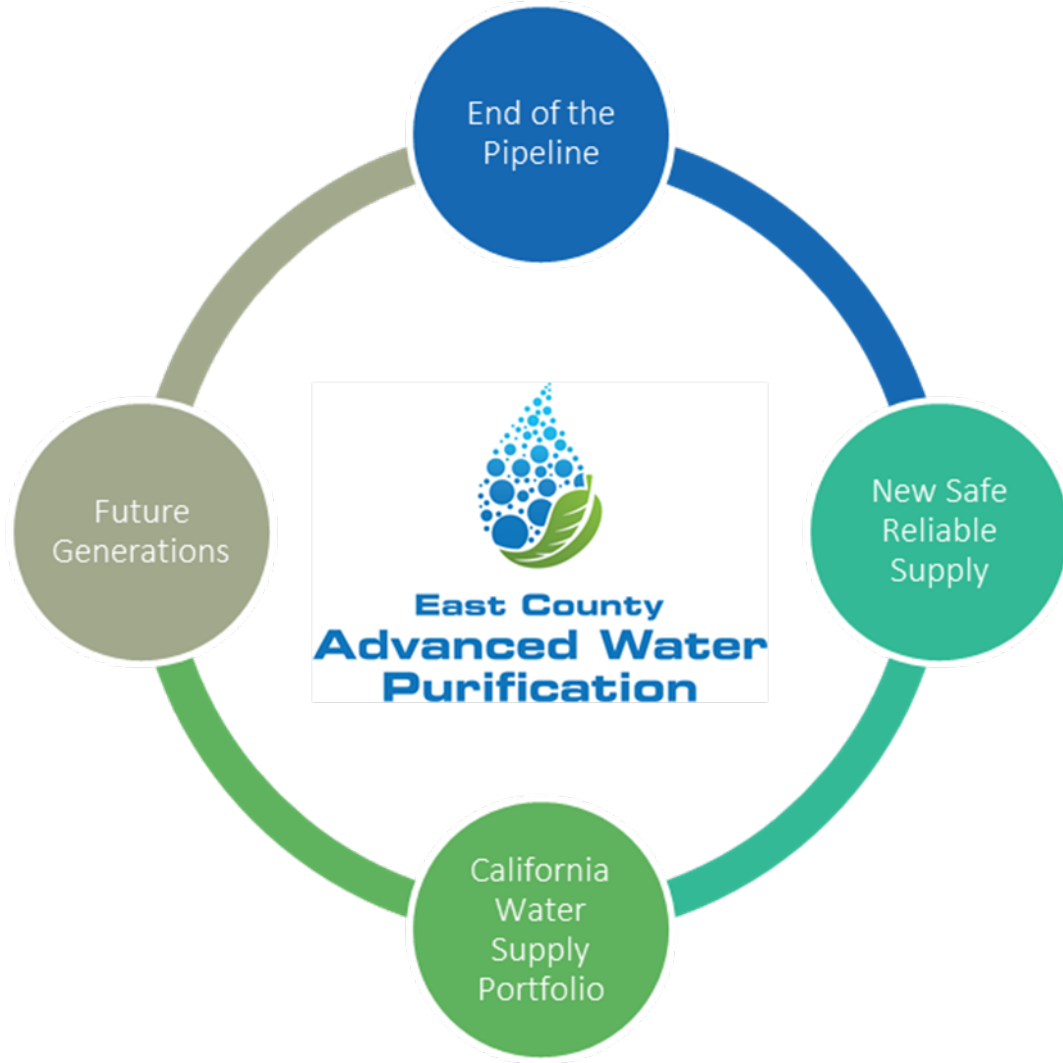 End of the
Pipeline
New Safe
Reliable
Supply
California
Water
Supply
Portfolio
Future
Generations
East County
Advanced Water
Purification